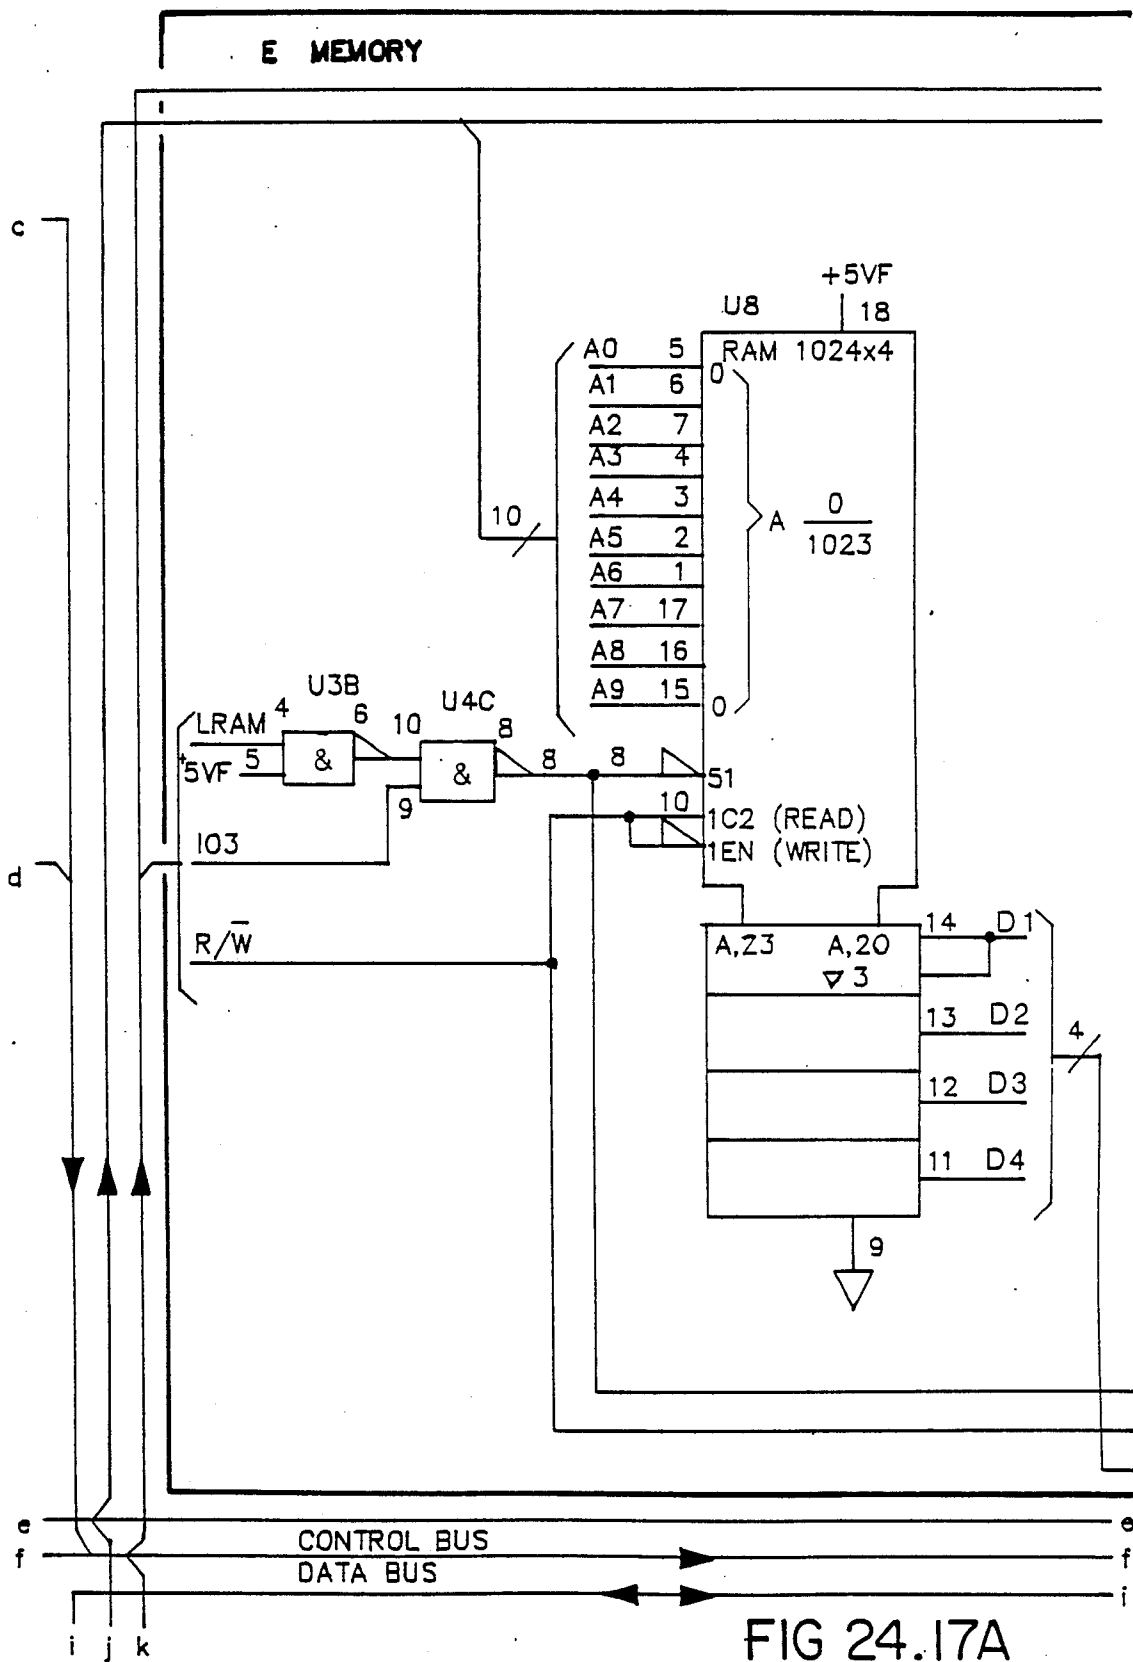 E MEMORY
c
+5VF
U8 18
RAM 1024x4
A0 5 0
A1 6
A2 7
A3 4
A4 3
10
A 0
1023
A5 2
A6 1
A7 17
A8 16
A9 15 0
U3B
U4C
LRAM 4 6 10 8
& &
+5VF 5 8 8 51
9
10 1C2 (READ)
1EN (WRITE)
IO3
d
R/W̅
A,Z3 A,20 14 D1
▽ 3
13 D2
4
12 D3
11 D4
9
e e
CONTROL BUS
f f
DATA BUS
i
i j k
FIG 24.17A